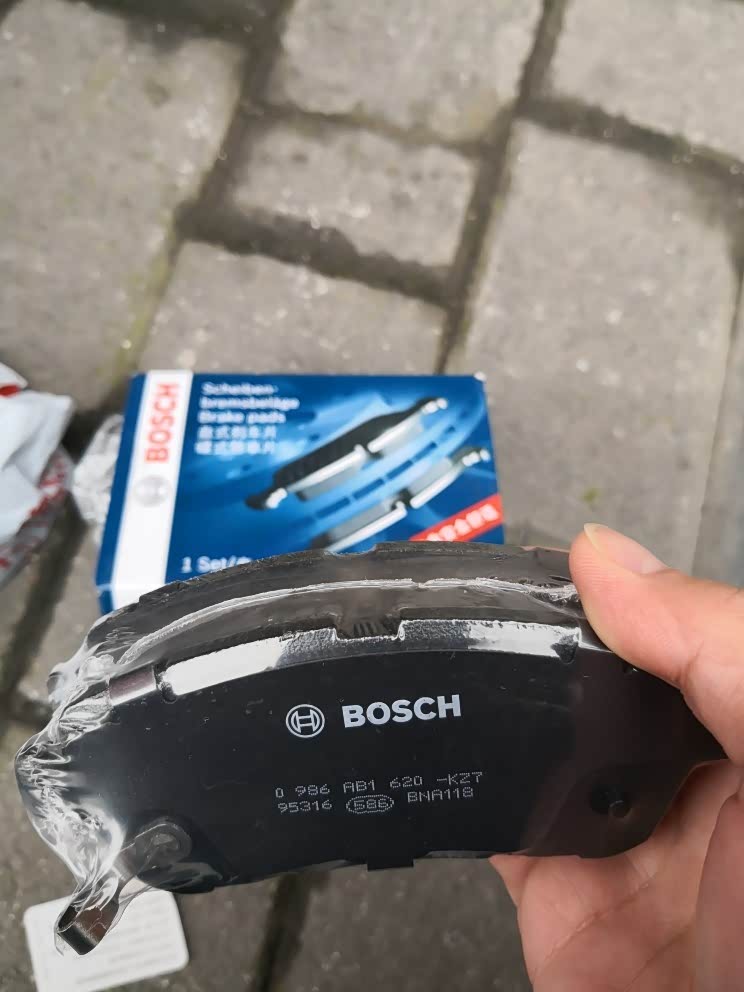 BOSCH
Scheiben-
bremsbeläge
Brake pads
盘式刹车片
1 Set/
BOSCH
0 986 AB1 620 -KZ7
95316 586 BNA118